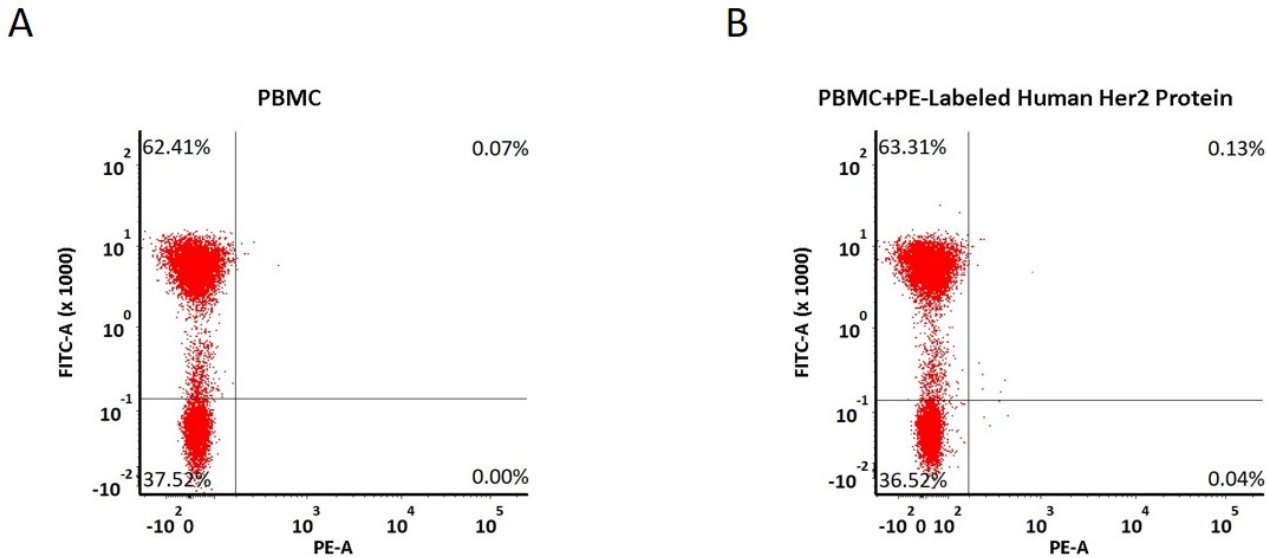 A
B
PBMC
PBMC+PE-Labeled Human Her2 Protein
62.41%
0.07%
63.31%
0.13%
10^2
10^1
10^0
10^-1
-10^-2
FITC-A (x 1000)
37.52%
0.00%
-10^2 0 10^3 10^4 10^5
PE-A
10^2
10^1
10^0
10^-1
-10^-2
FITC-A (x 1000)
36.52%
0.04%
-10^2 0 10^2 10^3 10^4 10^5
PE-A